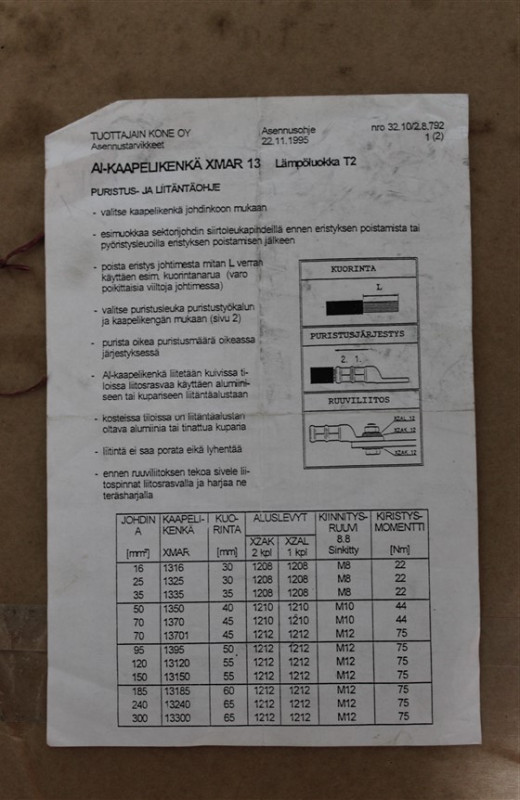 TUOTTAJAIN KONE OY Asennusohje nro 32.10/2.8.792
Asennustarvikkeet 22.11.1995 1 (2)
Al-KAAPELIKENKÄ XMAR 13 Lämpöluokka T2
PURISTUS- JA LIITÄNTÄOHJE
- valitse kaapelikenkä johdinkoon mukaan
- esimuokkaa sektorijohdin siirtoleukapihdeillä ennen eristyksen poistamista tai
pyöristysleuoilla eristyksen poistamisen jälkeen
- poista eristys johtimesta mitan L verran
käyttäen esim. kuorintanarua (varo
poikittaisia viiltoja johtimessa)
- valitse puristusleuka puristustyökalun
ja kaapelikengän mukaan (sivu 2)
- purista oikea puristusmäärä oikeassa
järjestyksessä
- Al-kaapelikenkä liitetään kuivissa ti-
loissa liitosrasvaa käyttäen alumiini-
seen tai kupariseen liitäntäalustaan
- kosteissa tiloissa on liitäntäalustan
oltava alumiinia tai tinattua kuparia
- liitintä ei saa porata eikä lyhentää
- ennen ruuviliitoksen tekoa sivele lii-
tospinnat liitosrasvalla ja harjaa ne
teräsharjalla
KUORINTA
L
PURISTUSJÄRJESTYS
2. 1.
RUUVILIITOS
XZAL 12
XZAK 12
XZAK 12
JOHDIN KAAPELI- KUO- ALUSLEVYT KIINNITYS- KIRISTYS-
A KENKÄ RINTA RUUVI MOMENTTI
XZAK XZAL 8.8
[mm²] XMAR [mm] 2 kpl 1 kpl Sinkitty [Nm]
16 1316 30 1208 1208 M8 22
25 1325 30 1208 1208 M8 22
35 1335 35 1208 1208 M8 22
50 1350 40 1210 1210 M10 44
70 1370 45 1210 1210 M10 44
70 13701 45 1212 1212 M12 75
95 1395 50 1212 1212 M12 75
120 13120 55 1212 1212 M12 75
150 13150 55 1212 1212 M12 75
185 13185 60 1212 1212 M12 75
240 13240 65 1212 1212 M12 75
300 13300 65 1212 1212 M12 75